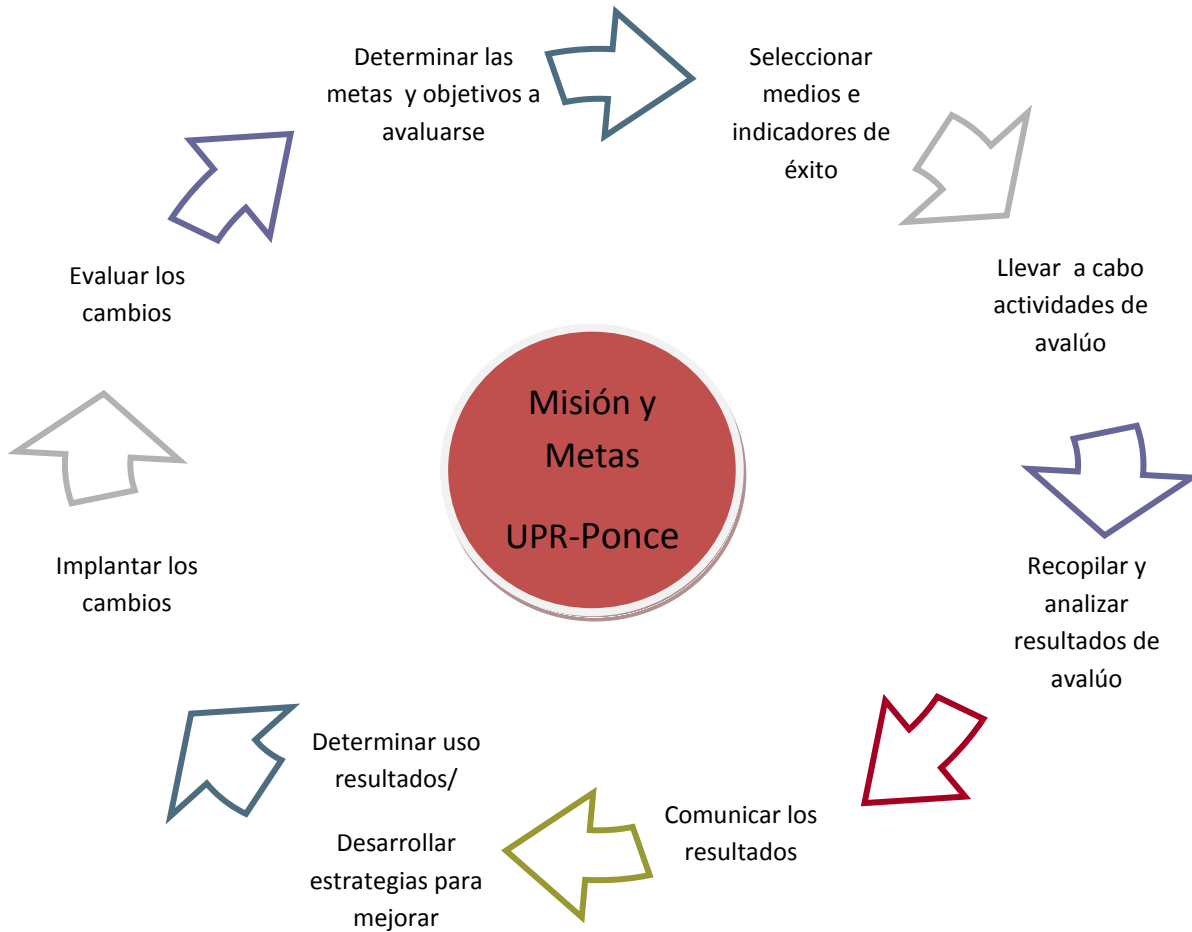 Determinar las
metas y objetivos a
avaluarse
Seleccionar
medios e
indicadores de
éxito
Llevar a cabo
actividades de
avalúo
Recopilar y
analizar
resultados de
avalúo
Comunicar los
resultados
Determinar uso
resultados/
Desarrollar
estrategias para
mejorar
Implantar los
cambios
Evaluar los
cambios
Misión y
Metas
UPR-Ponce